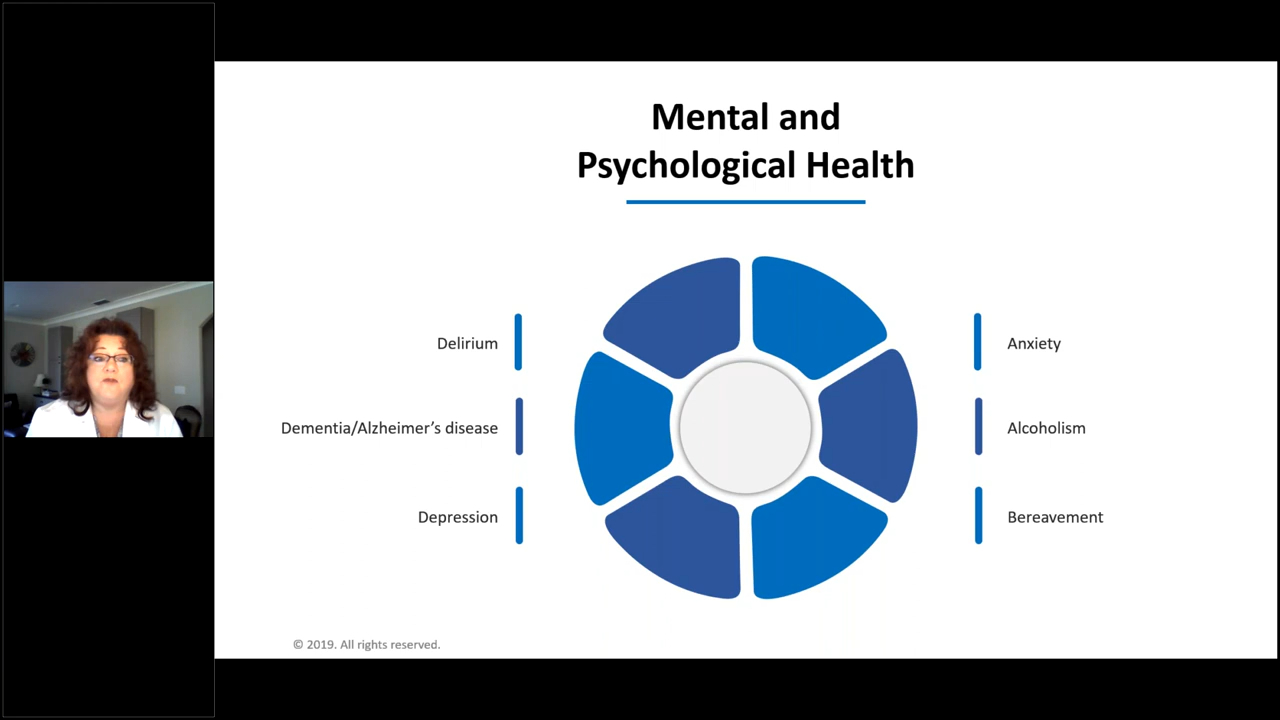 Mental and
Psychological Health
Delirium
Dementia/Alzheimer’s disease
Depression
Anxiety
Alcoholism
Bereavement
© 2019. All rights reserved.